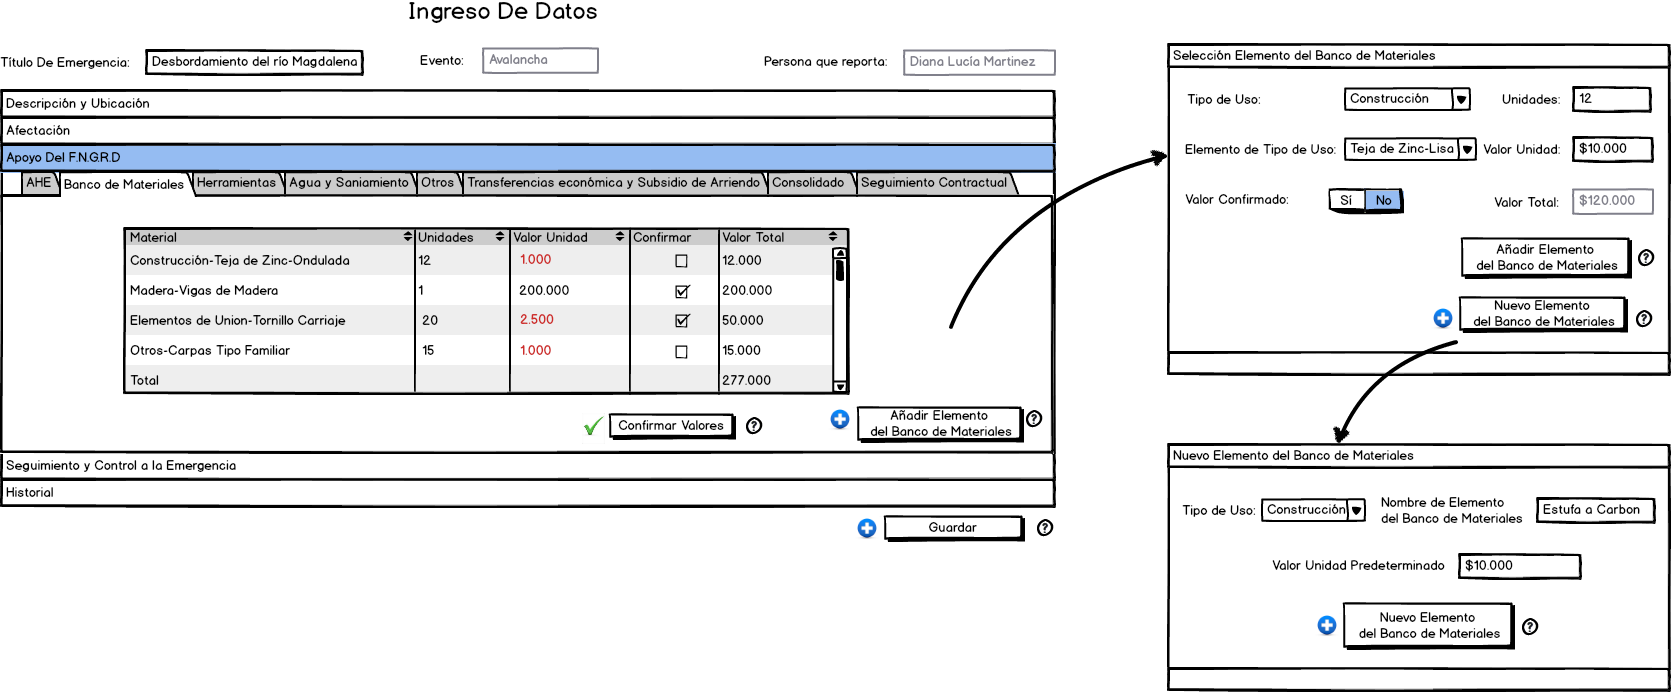 Ingreso De Datos
Título De Emergencia: Desbordamiento del río Magdalena Evento: Avalancha Persona que reporta: Diana Lucía Martinez
Descripción y Ubicación
Afectación
Apoyo Del F.N.G.R.D
AHE Banco de Materiales Herramientas Agua y Saniamiento Otros Transferencias económica y Subsidio de Arriendo Consolidado Seguimiento Contractual
Material Unidades Valor Unidad Confirmar Valor Total
Construcción-Teja de Zinc-Ondulada 12 1.000 12.000
Madera-Vigas de Madera 1 200.000 200.000
Elementos de Union-Tornillo Carriaje 20 2.500 50.000
Otros-Carpas Tipo Familiar 15 1.000 15.000
Total 277.000
Confirmar Valores ?
Añadir Elemento
del Banco de Materiales ?
Seguimiento y Control a la Emergencia
Historial
Guardar ?
Selección Elemento del Banco de Materiales
Tipo de Uso: Construcción Unidades: 12
Elemento de Tipo de Uso: Teja de Zinc-Lisa Valor Unidad: $10.000
Valor Confirmado: Sí No Valor Total: $120.000
Añadir Elemento
del Banco de Materiales ?
Nuevo Elemento
del Banco de Materiales ?
Nuevo Elemento del Banco de Materiales
Tipo de Uso: Construcción Nombre de Elemento
del Banco de Materiales Estufa a Carbon
Valor Unidad Predeterminado $10.000
Nuevo Elemento
del Banco de Materiales ?